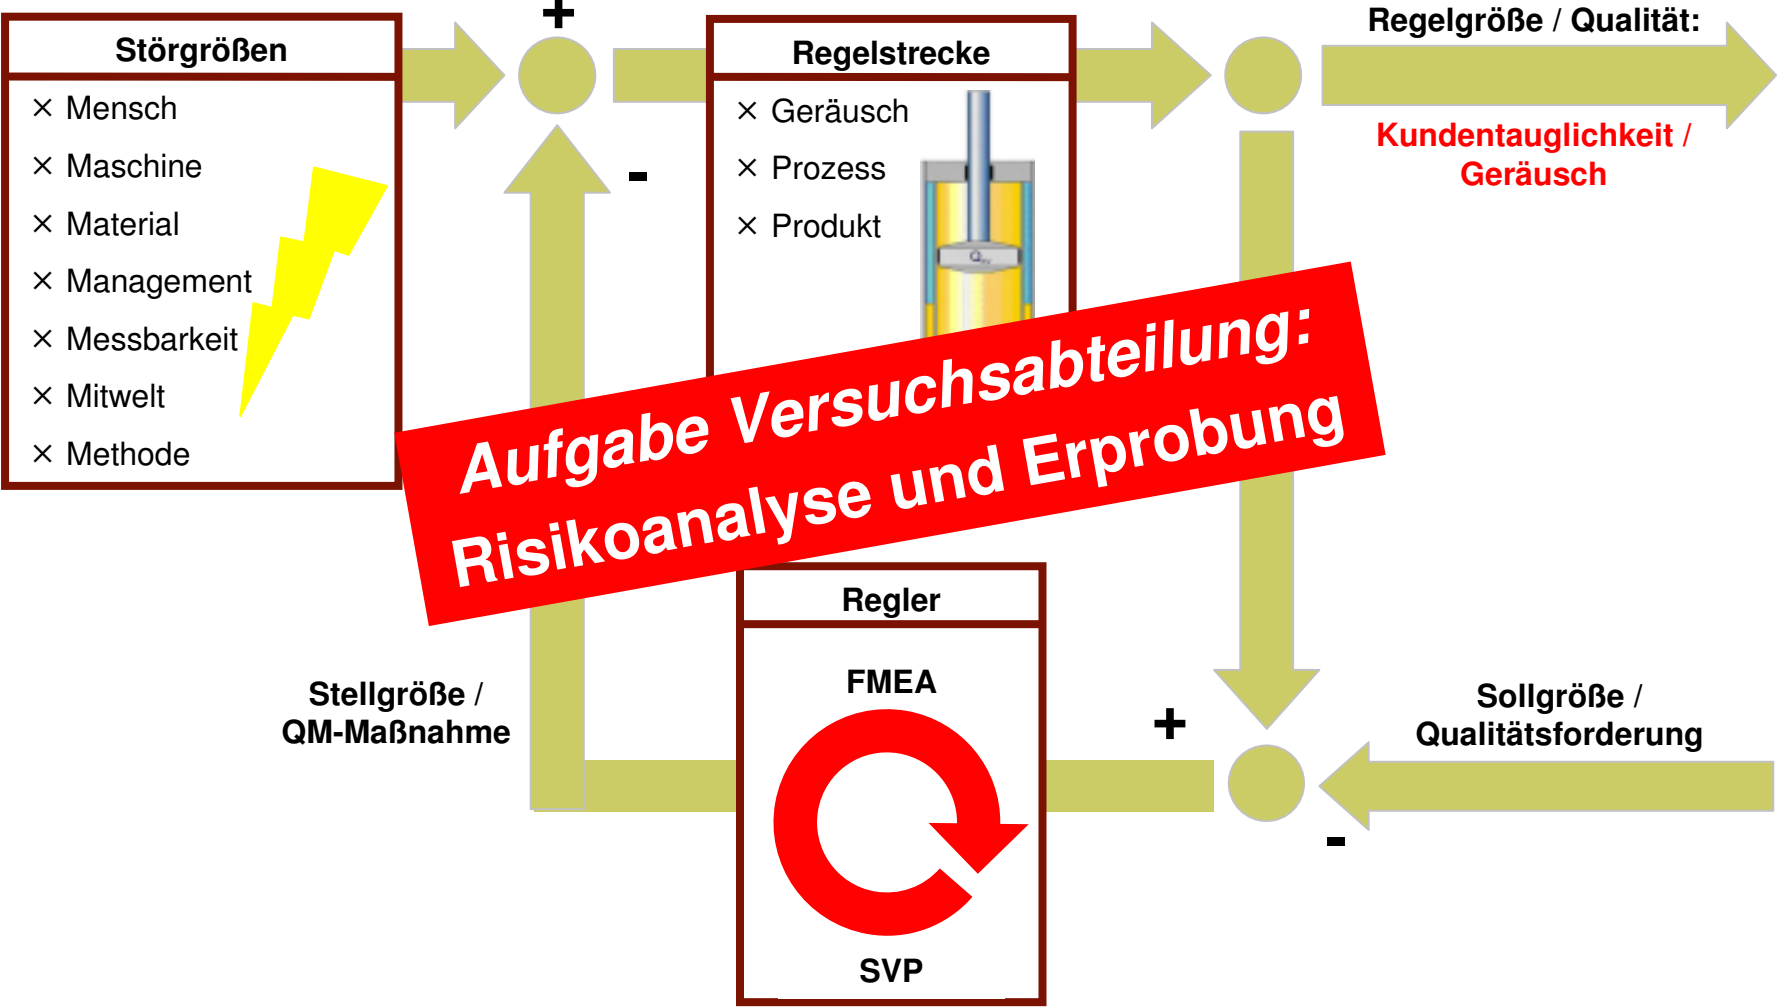 Störgrößen
× Mensch
× Maschine
× Material
× Management
× Messbarkeit
× Mitwelt
× Methode
+
-
Regelstrecke
× Geräusch
× Prozess
× Produkt
Regelgröße / Qualität:
Kundentauglichkeit /
Geräusch
Aufgabe Versuchsabteilung:
Risikoanalyse und Erprobung
Stellgröße /
QM-Maßnahme
Regler
FMEA
SVP
+
-
Sollgröße /
Qualitätsforderung